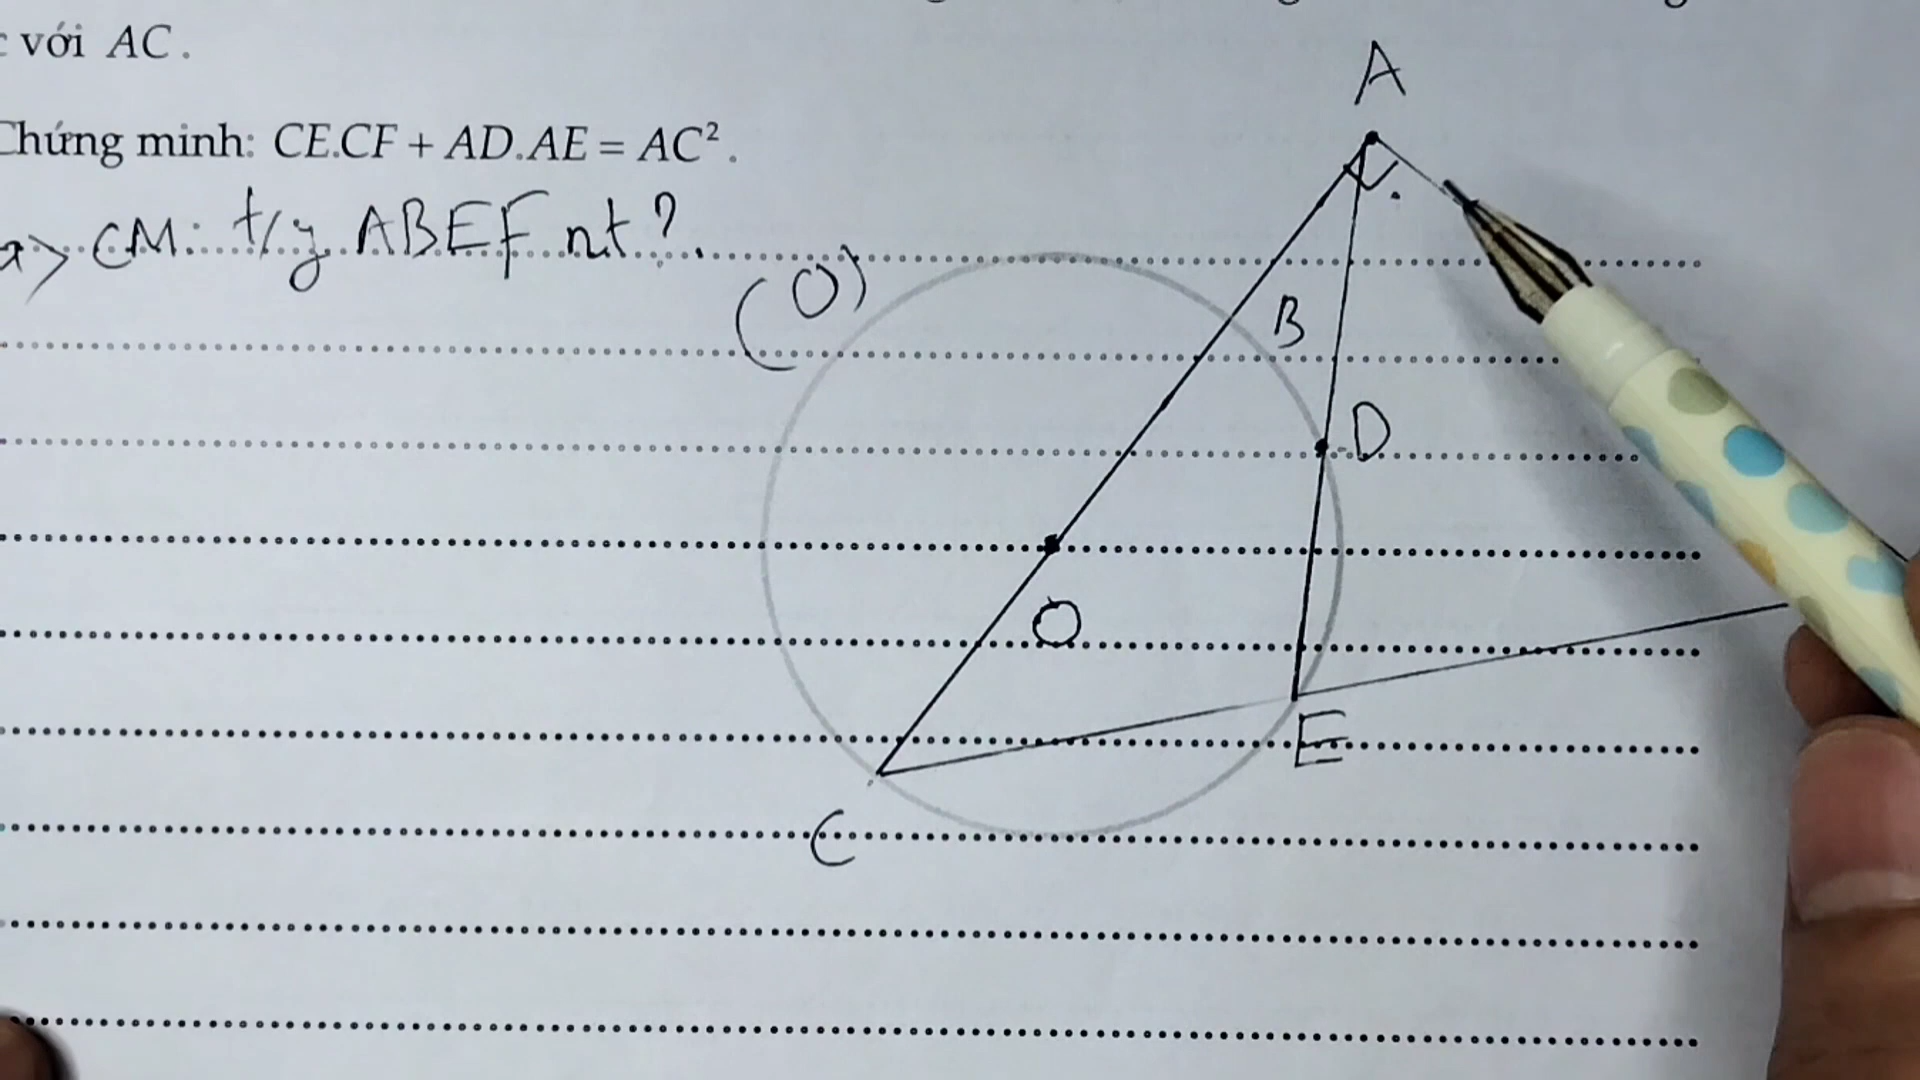 với AC.
Chứng minh: CE.CF + AD.AE = AC².
a> CM: t/g ABEF nt?.
(O)
A
B
D
O
E
C